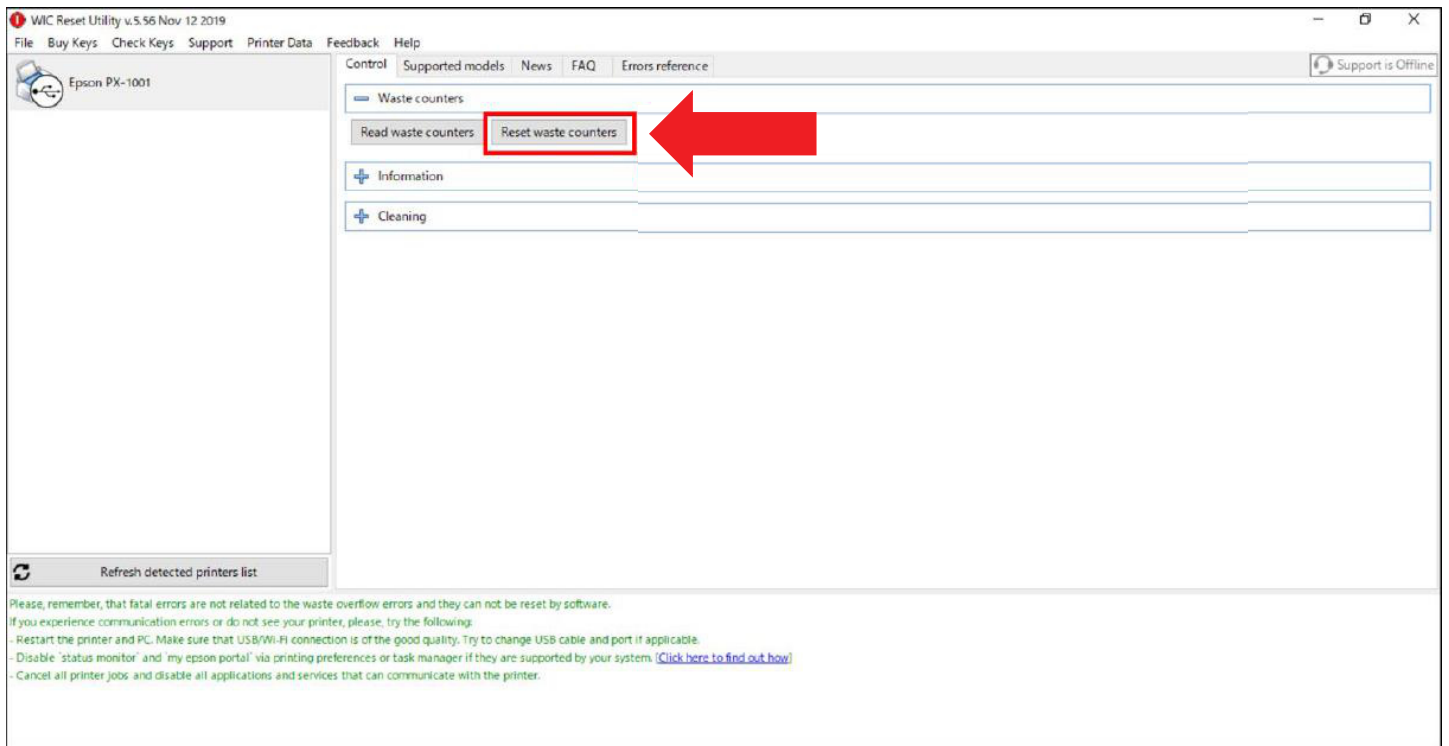 WIC Reset Utility v.5.56 Nov 12 2019
File Buy Keys Check Keys Support Printer Data Feedback Help
Epson PX-1001
Control Supported models News FAQ Errors reference
Support is Offline
Waste counters
Read waste counters Reset waste counters
Information
Cleaning
Refresh detected printers list
Please, remember, that fatal errors are not related to the waste overflow errors and they can not be reset by software.
If you experience communication errors or do not see your printer, please, try the following:
- Restart the printer and PC. Make sure that USB/Wi-Fi connection is of the good quality. Try to change USB cable and port if applicable.
- Disable `status monitor` and `my epson portal` via printing preferences or task manager if they are supported by your system. [Click here to find out how]
- Cancel all printer jobs and disable all applications and services that can communicate with the printer.